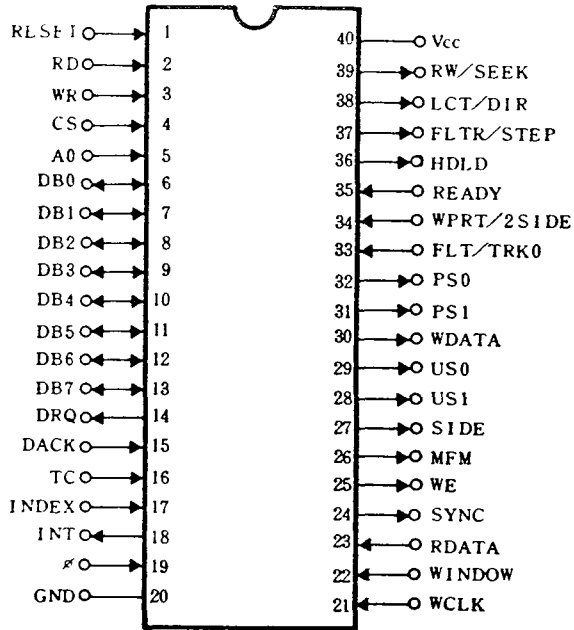 RESET 1
RD 2
WR 3
CS 4
A0 5
DB0 6
DB1 7
DB2 8
DB3 9
DB4 10
DB5 11
DB6 12
DB7 13
DRQ 14
DACK 15
TC 16
INDEX 17
INT 18
ø 19
GND 20
40 Vcc
39 RW/SEEK
38 LCT/DIR
37 FLTR/STEP
36 HDLD
35 READY
34 WPRT/2SIDE
33 FLT/TRK0
32 PS0
31 PS1
30 WDATA
29 US0
28 US1
27 SIDE
26 MFM
25 WE
24 SYNC
23 RDATA
22 WINDOW
21 WCLK